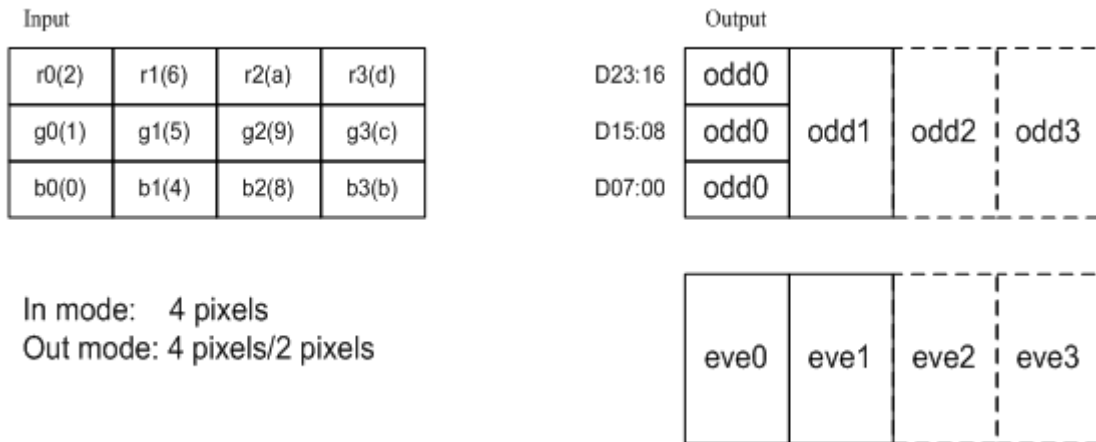 Input
r0(2) r1(6) r2(a) r3(d)
g0(1) g1(5) g2(9) g3(c)
b0(0) b1(4) b2(8) b3(b)
In mode: 4 pixels
Out mode: 4 pixels/2 pixels
Output
D23:16 odd0
D15:08 odd0 odd1 odd2 odd3
D07:00 odd0
eve0 eve1 eve2 eve3